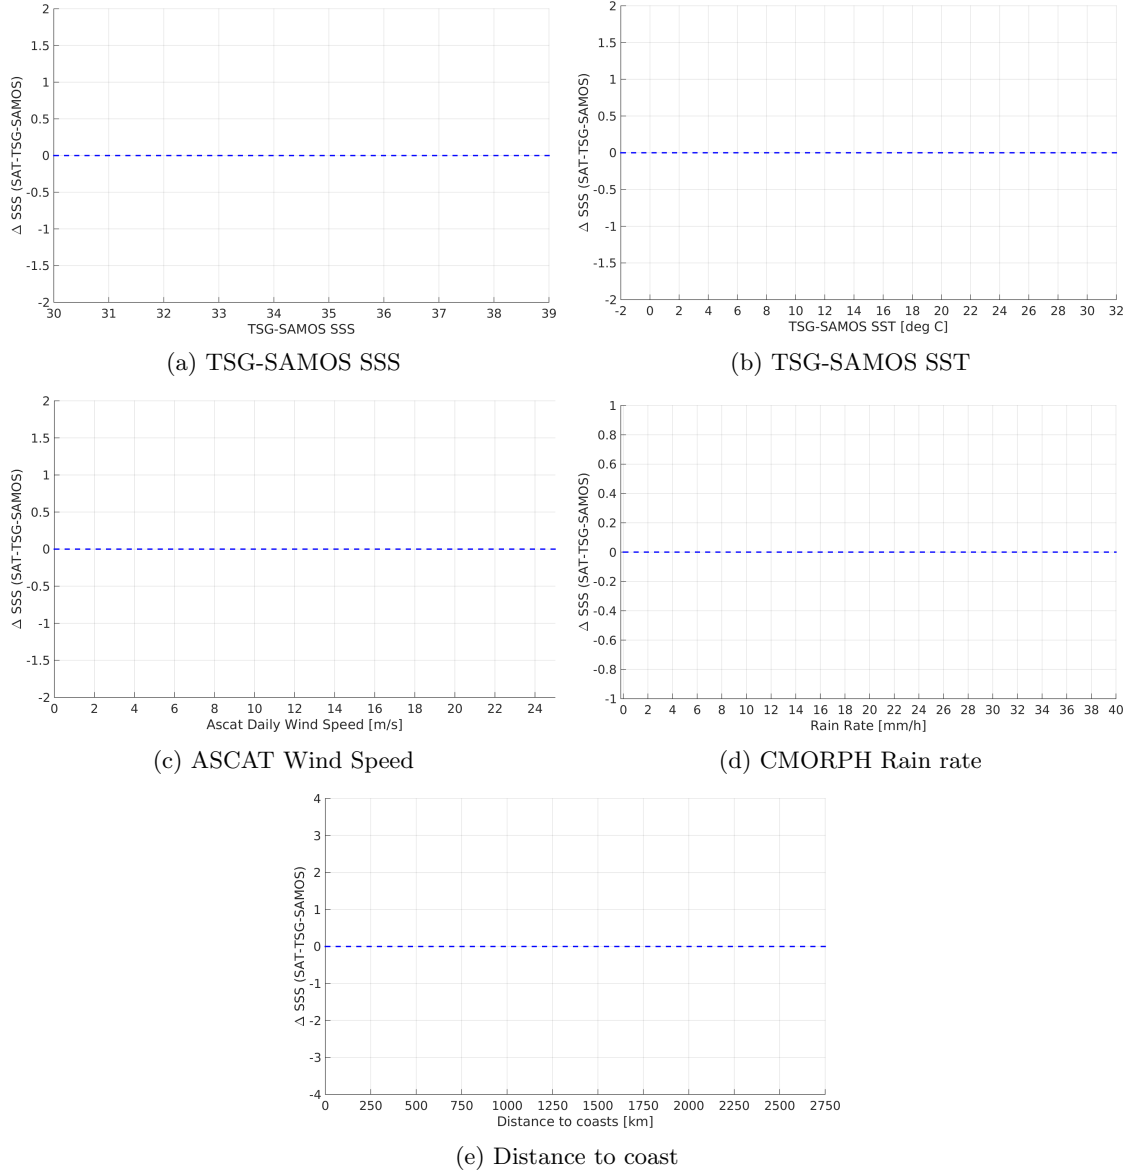 2
1.5
1
0.5
0
-0.5
-1
-1.5
-2
Δ SSS (SAT-TSG-SAMOS)
30 31 32 33 34 35 36 37 38 39
TSG-SAMOS SSS
(a) TSG-SAMOS SSS
2
1.5
1
0.5
0
-0.5
-1
-1.5
-2
Δ SSS (SAT-TSG-SAMOS)
-2 0 2 4 6 8 10 12 14 16 18 20 22 24 26 28 30 32
TSG-SAMOS SST [deg C]
(b) TSG-SAMOS SST
2
1.5
1
0.5
0
-0.5
-1
-1.5
-2
Δ SSS (SAT-TSG-SAMOS)
0 2 4 6 8 10 12 14 16 18 20 22 24
Ascat Daily Wind Speed [m/s]
(c) ASCAT Wind Speed
1
0.8
0.6
0.4
0.2
0
-0.2
-0.4
-0.6
-0.8
-1
Δ SSS (SAT-TSG-SAMOS)
0 2 4 6 8 10 12 14 16 18 20 22 24 26 28 30 32 34 36 38 40
Rain Rate [mm/h]
(d) CMORPH Rain rate
4
3
2
1
0
-1
-2
-3
-4
Δ SSS (SAT-TSG-SAMOS)
0 250 500 750 1000 1250 1500 1750 2000 2250 2500 2750
Distance to coasts [km]
(e) Distance to coast